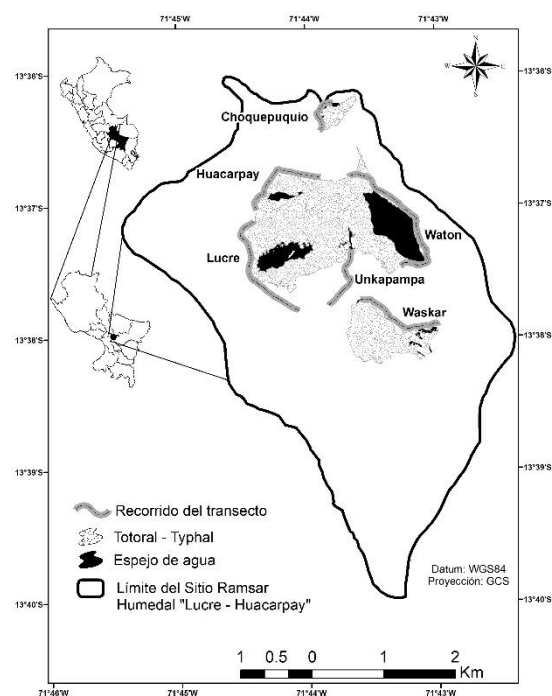 71°45'W 71°44'W 71°43'W
13°36'S 13°36'S
N
W E
S
Choquepuquio
Huacarpay
13°37'S 13°37'S
Waton
Lucre
Unkapampa
Waskar
13°38'S 13°38'S
13°39'S 13°39'S
Recorrido del transecto
Totoral - Typhal
Espejo de agua
Límite del Sitio Ramsar
Humedal "Lucre - Huacarpay"
Datum: WGS84
Proyección: GCS
13°40'S 13°40'S
1 0.5 0 1 2
Km
71°46'W 71°45'W 71°44'W 71°43'W